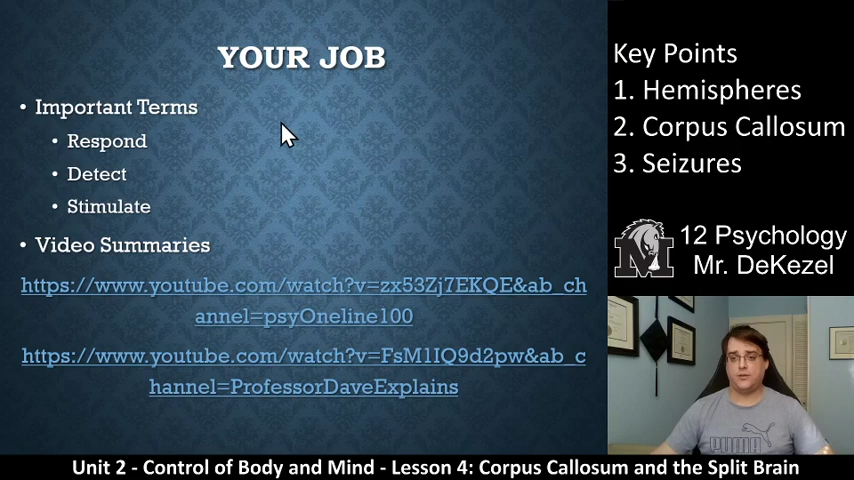 YOUR JOB
• Important Terms
• Respond
• Detect
• Stimulate
• Video Summaries
https://www.youtube.com/watch?v=zx53Zj7EKQE&ab_ch
annel=psyOneline100
https://www.youtube.com/watch?v=FsM1IQ9d2pw&ab_c
hannel=ProfessorDaveExplains
Key Points
1. Hemispheres
2. Corpus Callosum
3. Seizures
M
12 Psychology
Mr. DeKezel
PUMA
Unit 2 - Control of Body and Mind - Lesson 4: Corpus Callosum and the Split Brain